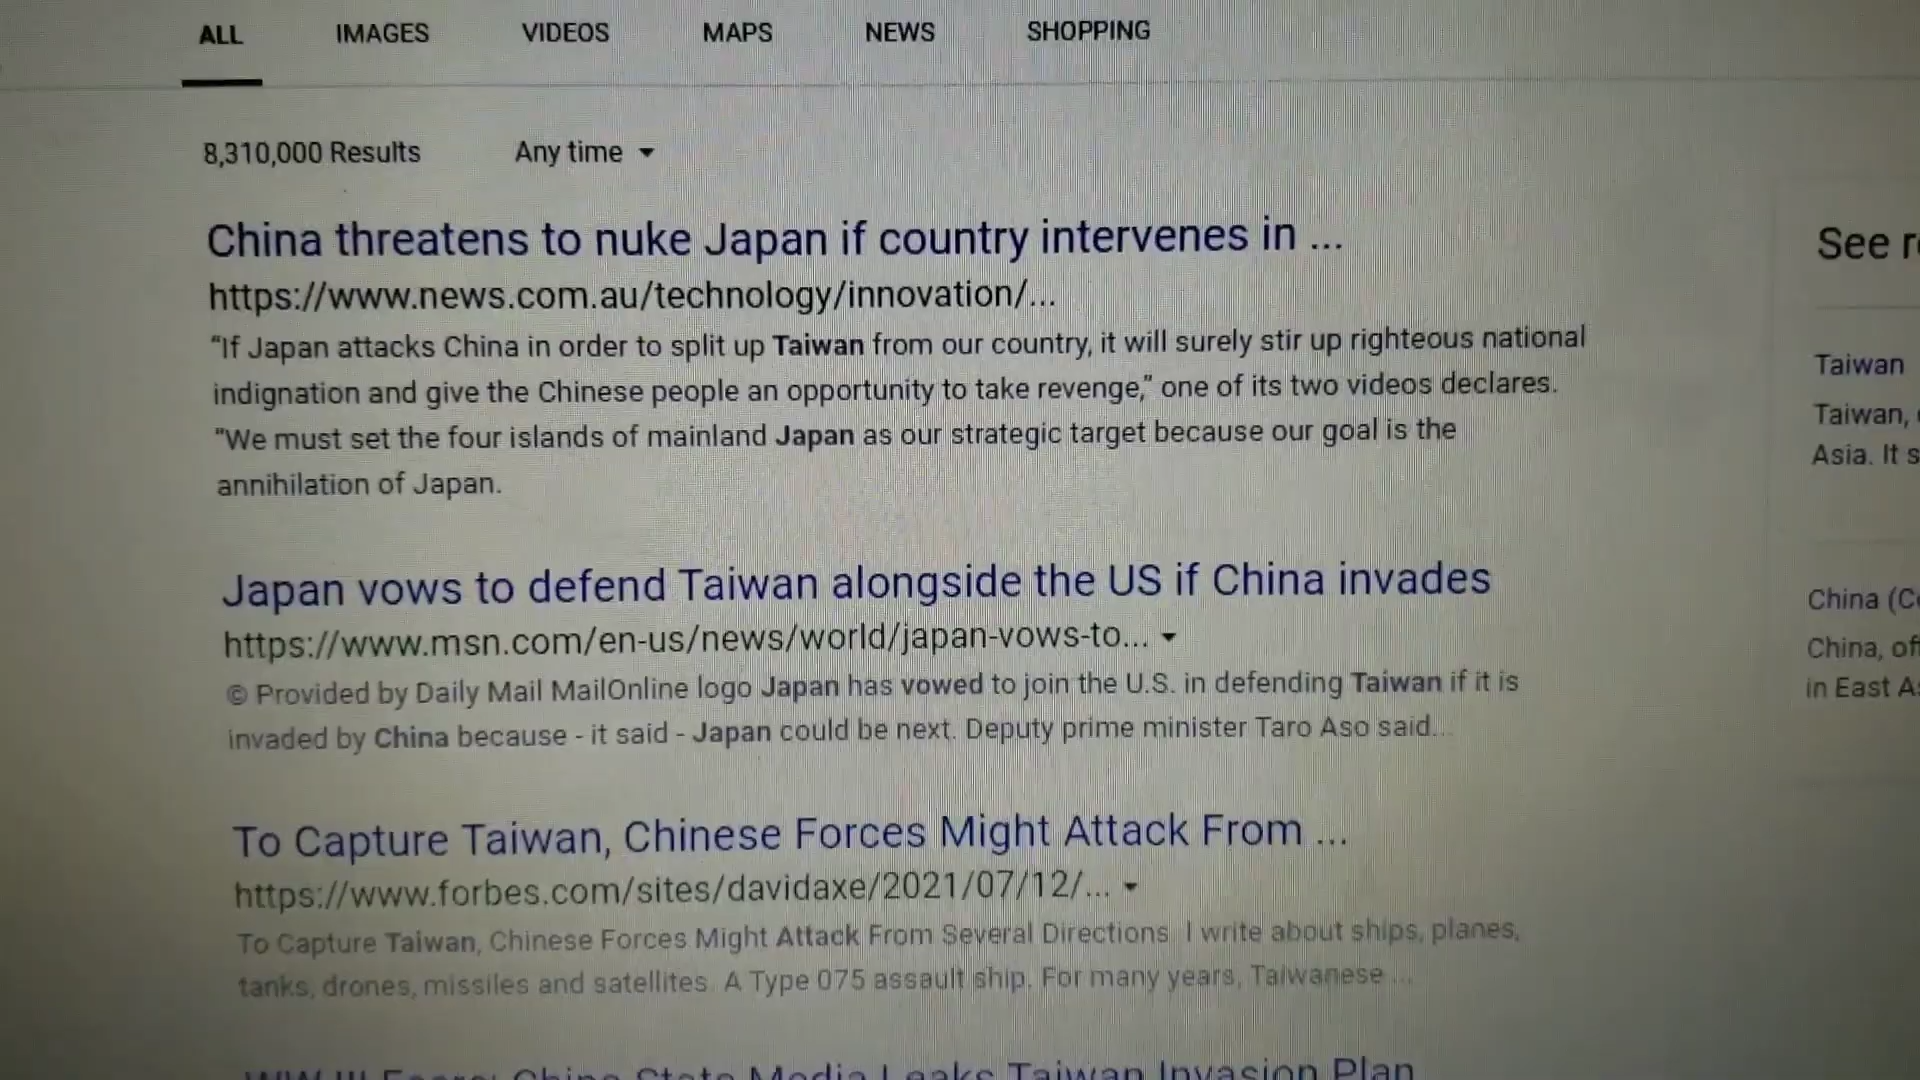 ALL IMAGES VIDEOS MAPS NEWS SHOPPING
8,310,000 Results Any time
China threatens to nuke Japan if country intervenes in ...
https://www.news.com.au/technology/innovation/...
“If Japan attacks China in order to split up Taiwan from our country, it will surely stir up righteous national
indignation and give the Chinese people an opportunity to take revenge,” one of its two videos declares.
“We must set the four islands of mainland Japan as our strategic target because our goal is the
annihilation of Japan.
Japan vows to defend Taiwan alongside the US if China invades
https://www.msn.com/en-us/news/world/japan-vows-to...
© Provided by Daily Mail MailOnline logo Japan has vowed to join the U.S. in defending Taiwan if it is
invaded by China because - it said - Japan could be next. Deputy prime minister Taro Aso said...
To Capture Taiwan, Chinese Forces Might Attack From ...
https://www.forbes.com/sites/davidaxe/2021/07/12/...
To Capture Taiwan, Chinese Forces Might Attack From Several Directions I write about ships, planes,
tanks, drones, missiles and satellites. A Type 075 assault ship. For many years, Taiwanese ...
China State Media Leaks Taiwan Invasion Plan
See
Taiwan
Taiwan,
Asia. It
China
China,
in East